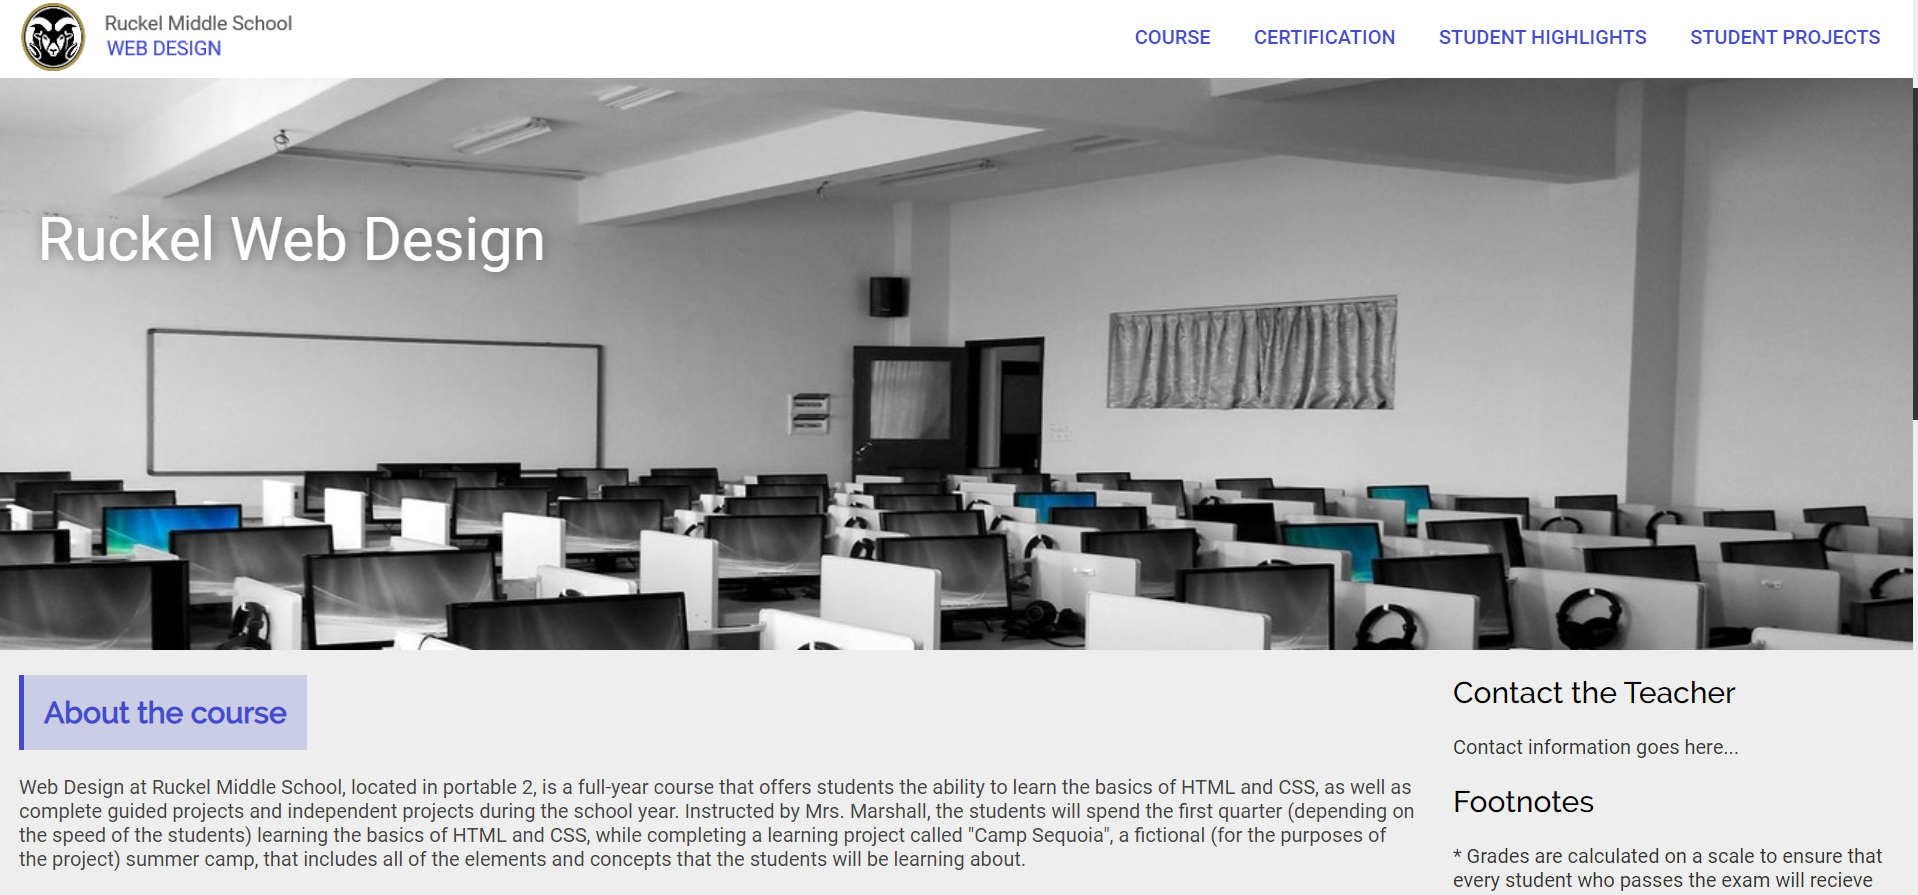 Ruckel Middle School
WEB DESIGN
COURSE
CERTIFICATION
STUDENT HIGHLIGHTS
STUDENT PROJECTS
Ruckel Web Design
About the course
Web Design at Ruckel Middle School, located in portable 2, is a full-year course that offers students the ability to learn the basics of HTML and CSS, as well as
complete guided projects and independent projects during the school year. Instructed by Mrs. Marshall, the students will spend the first quarter (depending on
the speed of the students) learning the basics of HTML and CSS, while completing a learning project called "Camp Sequoia", a fictional (for the purposes of
the project) summer camp, that includes all of the elements and concepts that the students will be learning about.
Contact the Teacher
Contact information goes here...
Footnotes
* Grades are calculated on a scale to ensure that
every student who passes the exam will recieve